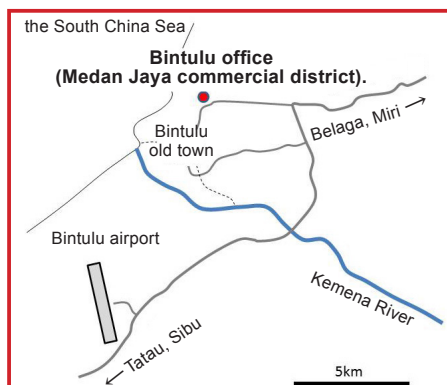 the South China Sea
Bintulu office
(Medan Jaya commercial district).
Belaga, Miri
Bintulu
old town
Bintulu airport
Kemena River
Tatau, Sibu
5km